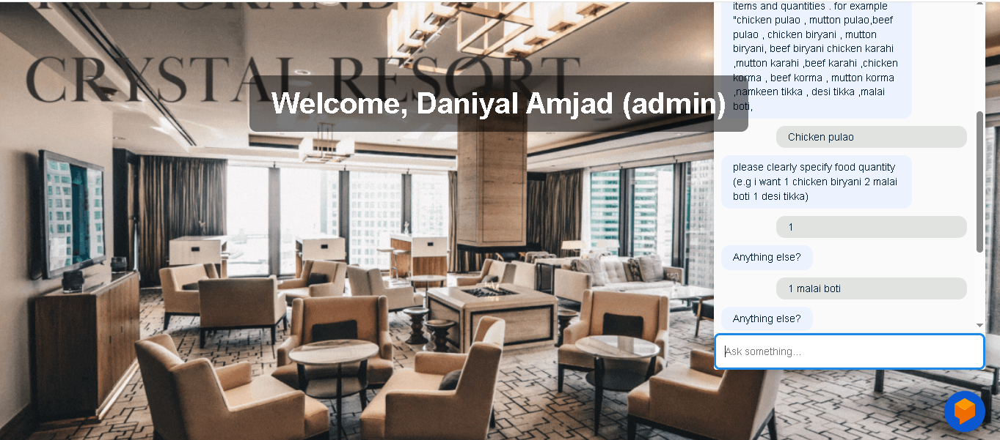 THE GRAND
CRYSTAL RESORT
Welcome, Daniyal Amjad (admin)
items and quantities . for example
"chicken pulao , mutton pulao,beef
pulao , chicken biryani , mutton
biryani, beef biryani chicken karahi
,mutton karahi ,beef karahi ,chicken
korma , beef korma , mutton korma
,namkeen tikka , desi tikka ,malai
boti,
Chicken pulao
please clearly specify food quantity
(e.g i want 1 chicken biryani 2 malai
boti 1 desi tikka)
1
Anything else?
1 malai boti
Anything else?
Ask something...